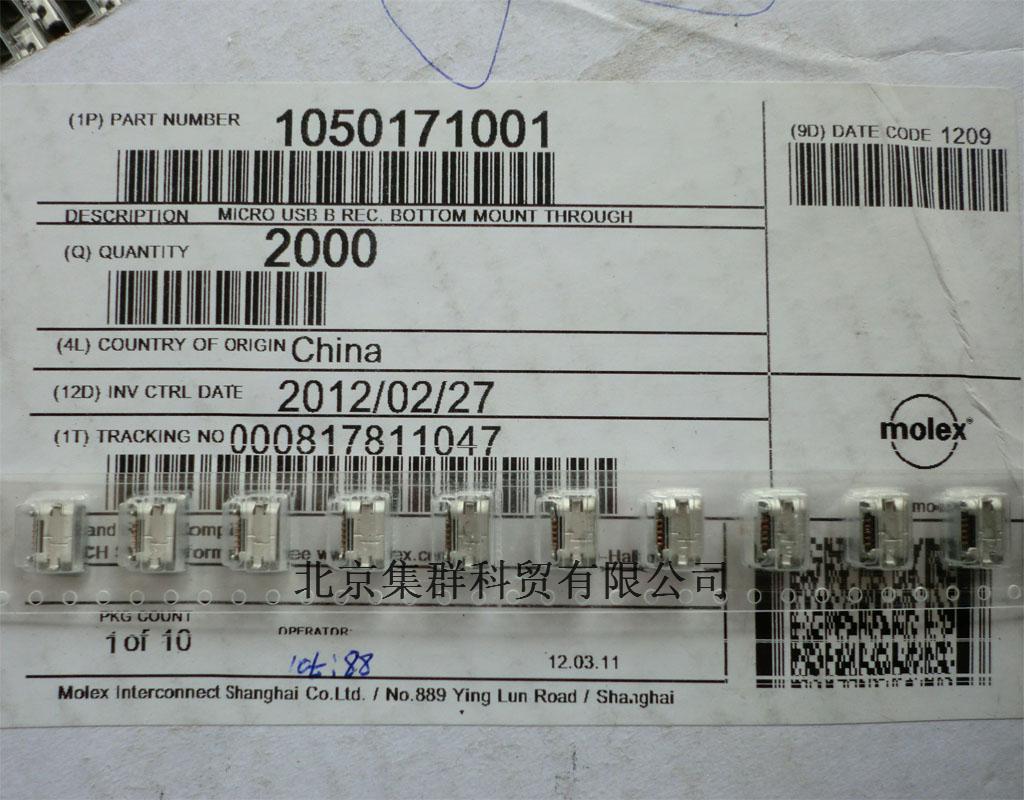 (1P) PART NUMBER 1050171001
(9D) DATE CODE 1209
DESCRIPTION MICRO USB B REC. BOTTOM MOUNT THROUGH
(Q) QUANTITY 2000
(4L) COUNTRY OF ORIGIN China
(12D) INV CTRL DATE 2012/02/27
molex®
(1T) TRACKING NO 000817811047
and
北京集群科贸有限公司
PKG COUNT
1 of 10
OPERATOR:
lot: 88
12.03.11
Molex Interconnect Shanghai Co.Ltd. / No.889 Ying Lun Road / Shanghai